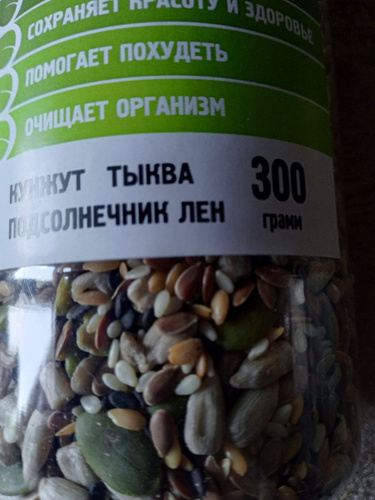 СОХРАНЯЕТ КРАСОТУ И ЗДОРОВЬЕ
ПОМОГАЕТ ПОХУДЕТЬ
ОЧИЩАЕТ ОРГАНИЗМ
КУНЖУТ ТЫКВА
ПОДСОЛНЕЧНИК ЛЕН
300
грамм